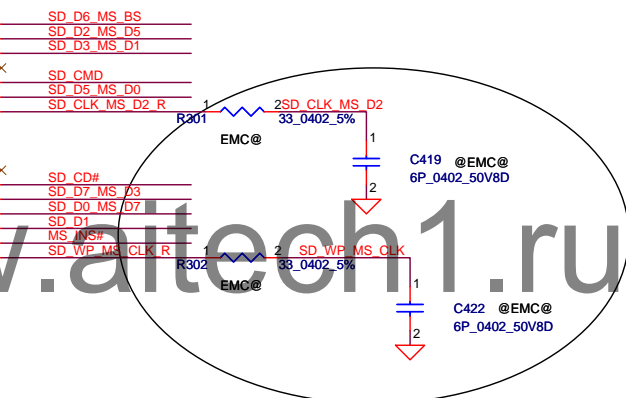 SD_D6_MS_BS
SD_D2_MS_D5
SD_D3_MS_D1
SD_CMD
SD_D5_MS_D0
SD_CLK_MS_D2_R
1
2
SD_CLK_MS_D2
R301
33_0402_5%
EMC@
1
C419 @EMC@
6P_0402_50V8D
2
SD_CD#
SD_D7_MS_D3
SD_D0_MS_D7
SD_D1
MS_INS#
SD_WP_MS_CLK_R
1
2
SD_WP_MS_CLK
R302
33_0402_5%
EMC@
1
C422 @EMC@
6P_0402_50V8D
2
w.aitech1.ru